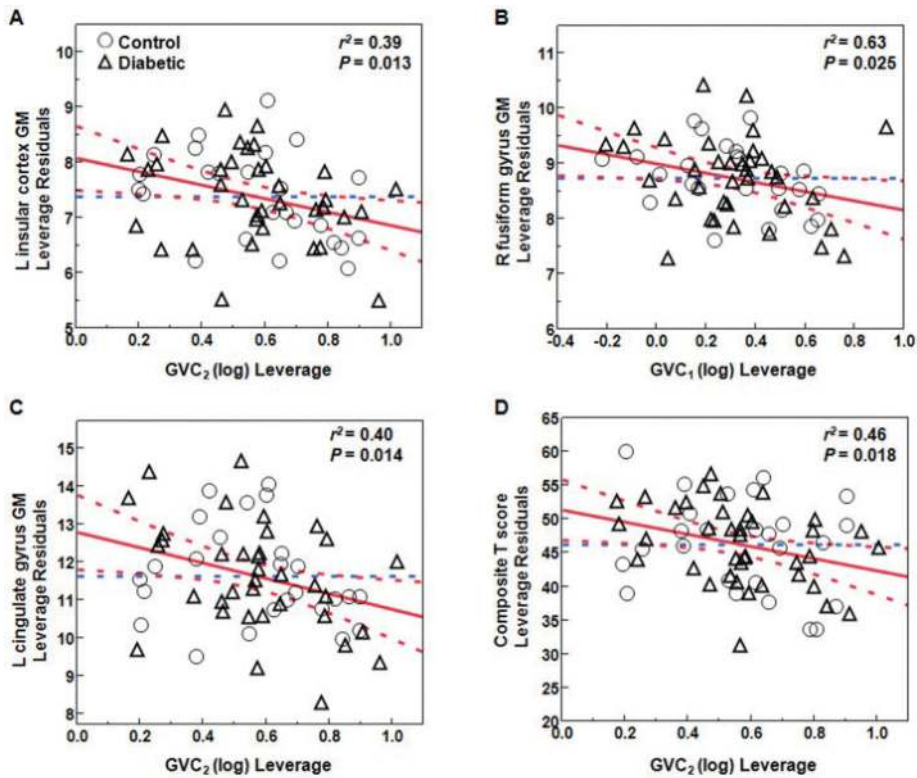 A
Control
Diabetic
r² = 0.39
P = 0.013
L insular cortex GM
Leverage Residuals
10
9
8
7
6
5
0.0 0.2 0.4 0.6 0.8 1.0
GVC₂ (log) Leverage
B
r² = 0.63
P = 0.025
R fusiform gyrus GM
Leverage Residuals
11
10
9
8
7
6
-0.4 -0.1 0.0 0.2 0.4 0.6 0.8 1.0
GVC₁ (log) Leverage
C
r² = 0.40
P = 0.014
L cingulate gyrus GM
Leverage Residuals
15
14
13
12
11
10
9
8
0.0 0.2 0.4 0.6 0.8 1.0
GVC₂ (log) Leverage
D
r² = 0.46
P = 0.018
Composite T score
Leverage Residuals
65
60
55
50
45
40
35
30
25
20
0.0 0.2 0.4 0.6 0.8 1.0
GVC₂ (log) Leverage